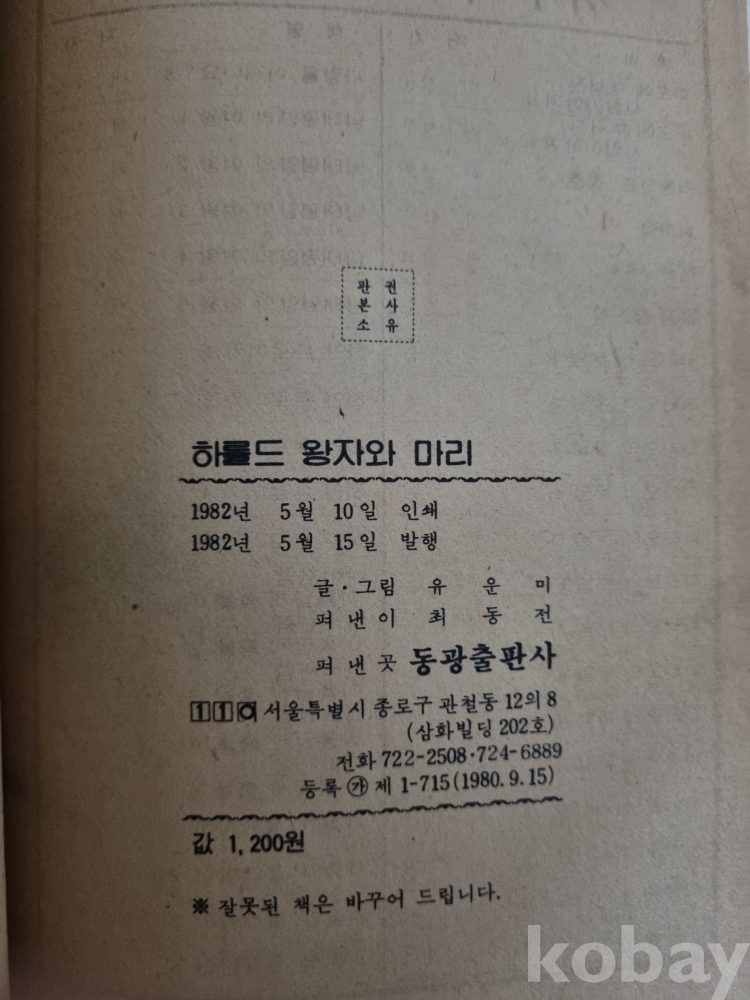 판권
본사
소유
하롤드 왕자와 마리
1982년 5월 10일 인쇄
1982년 5월 15일 발행
글·그림 유 운 미
펴 낸 이 최 동 전
펴 낸 곳 동광출판사
110 서울특별시 종로구 관철동 12의 8
(삼화빌딩 202호)
전화 722-2508·724-6889
등록 ㉮ 제 1-715(1980. 9. 15)
값 1,200원
※ 잘못된 책은 바꾸어 드립니다.
kobay